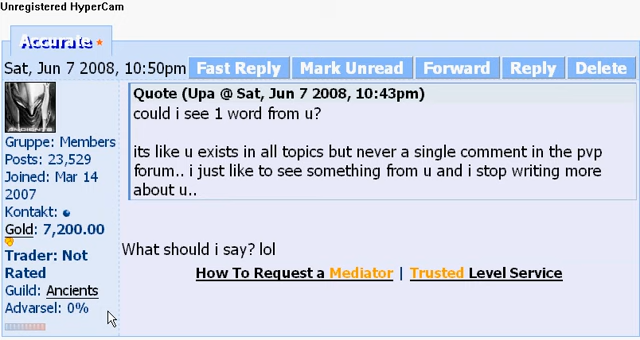 Unregistered HyperCam
Accurate
Sat, Jun 7 2008, 10:50pm Fast Reply Mark Unread Forward Reply Delete
ANCIENTS
Gruppe: Members
Posts: 23,529
Joined: Mar 14
2007
Kontakt:
Gold: 7,200.00
Trader: Not
Rated
Guild: Ancients
Advarsel: 0%
Quote (Upa @ Sat, Jun 7 2008, 10:43pm)
could i see 1 word from u?
its like u exists in all topics but never a single comment in the pvp
forum.. i just like to see something from u and i stop writing more
about u..
What should i say? lol
How To Request a Mediator | Trusted Level Service